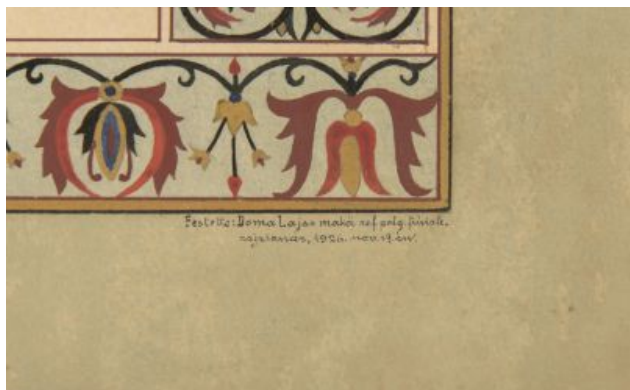 Festette: Doma Lajos makói ref. polg. fiúisk.
rajztanár, 1926. nov. 19. én.